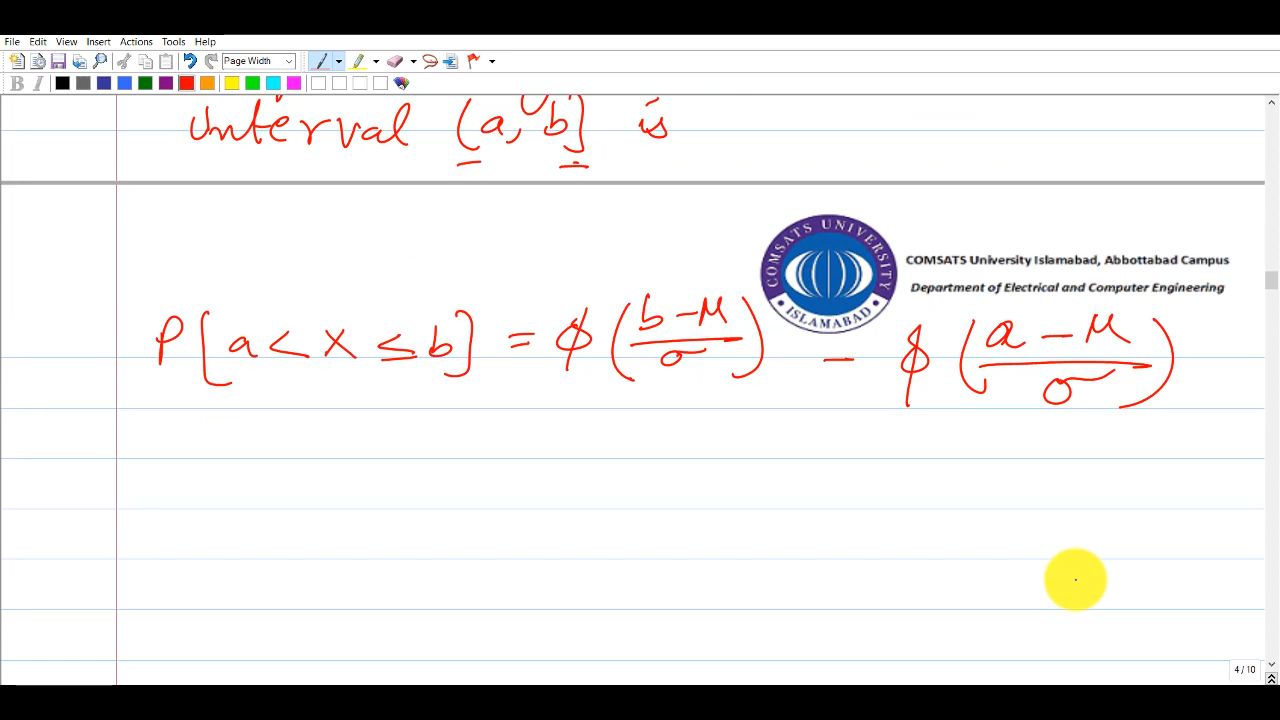 File Edit View Insert Actions Tools Help
Page Width
B I
interval (a, b] is
COMSATS UNIVERSITY
ISLAMABAD
COMSATS University Islamabad, Abbottabad Campus
Department of Electrical and Computer Engineering
P[a < X ≤ b] = ϕ((b-μ)/σ) - ϕ((a-μ)/σ)
4 / 10